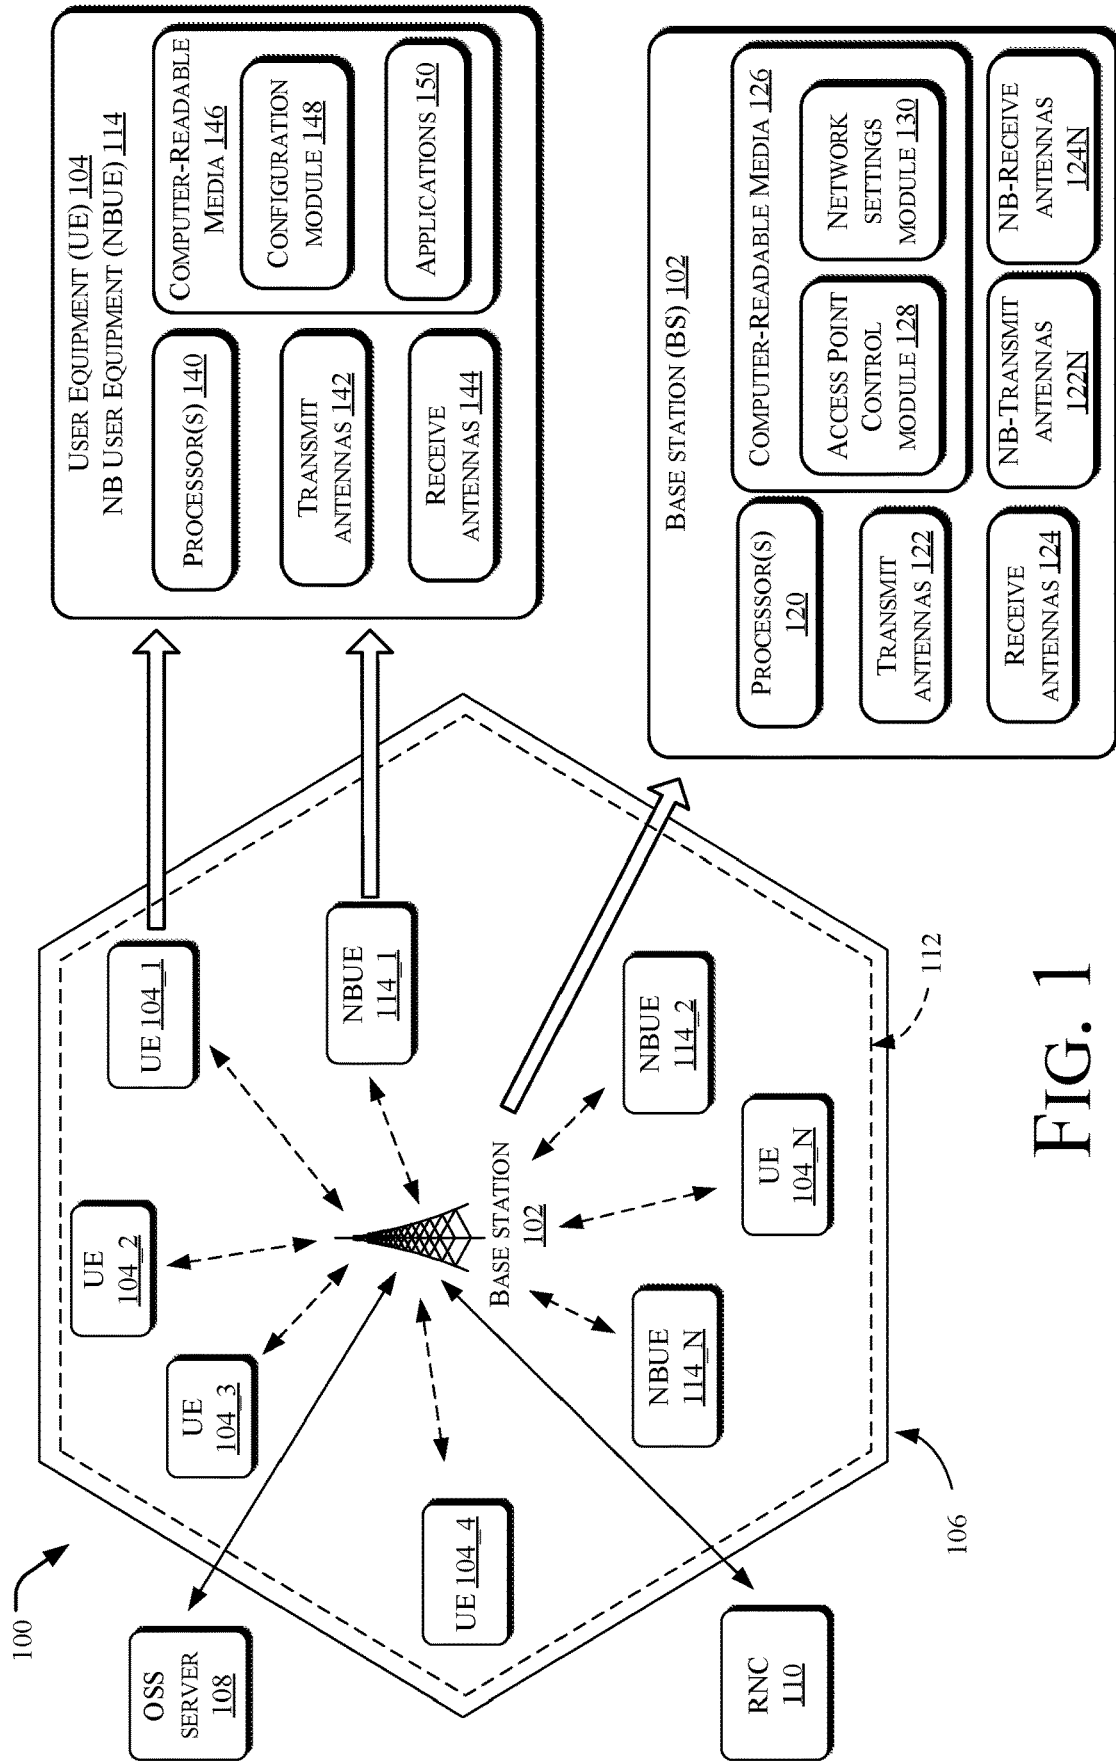 100
OSS
SERVER
108
RNC
110
106
112
UE
104_2
UE
104_3
UE 104_4
UE 104_1
NBUE
114_1
BASE STATION
102
NBUE
114_2
UE
104_N
NBUE
114_N
USER EQUIPMENT (UE) 104
NB USER EQUIPMENT (NBUE) 114
PROCESSOR(S) 140
TRANSMIT
ANTENNAS 142
RECEIVE
ANTENNAS 144
COMPUTER-READABLE
MEDIA 146
CONFIGURATION
MODULE 148
APPLICATIONS 150
BASE STATION (BS) 102
PROCESSOR(S)
120
TRANSMIT
ANTENNAS 122
RECEIVE
ANTENNAS 124
COMPUTER-READABLE MEDIA 126
ACCESS POINT
CONTROL
MODULE 128
NETWORK
SETTINGS
MODULE 130
NB-TRANSMIT
ANTENNAS
122N
NB-RECEIVE
ANTENNAS
124N
FIG. 1